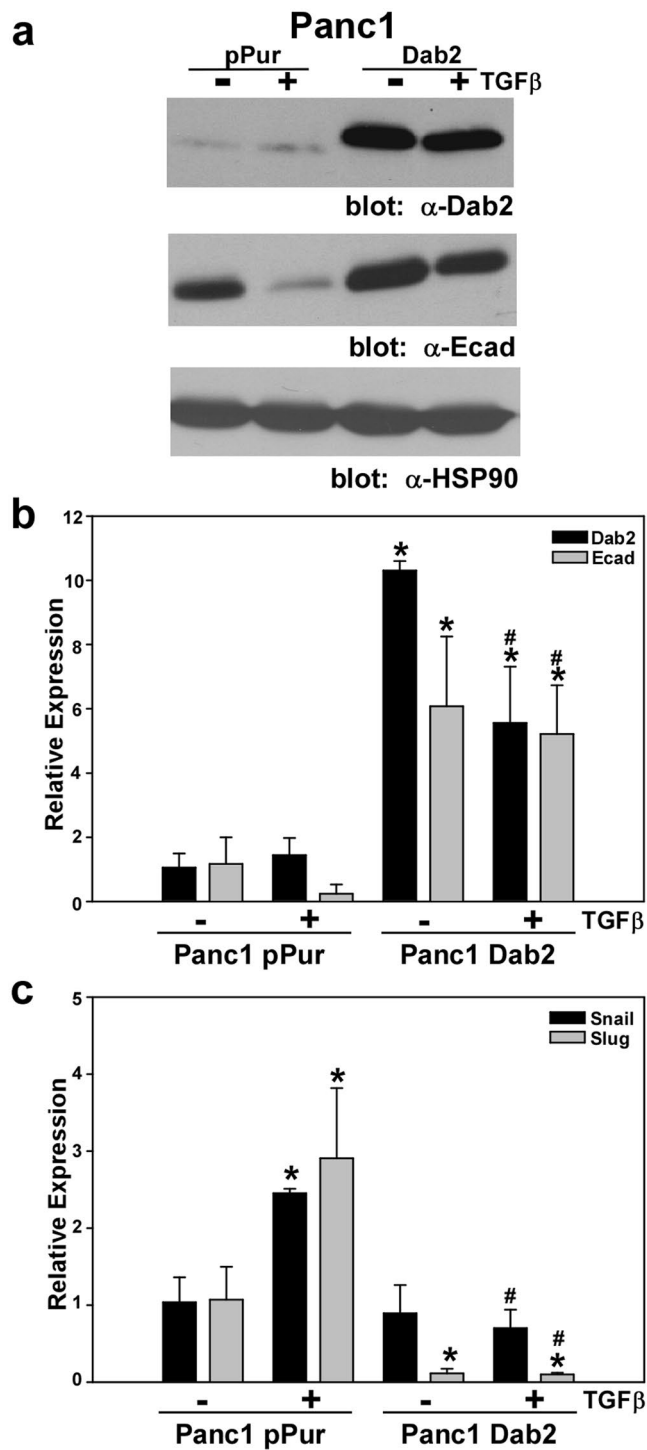 a
Panc1
pPur Dab2
- + - + TGFβ
blot: α-Dab2
blot: α-Ecad
blot: α-HSP90
b
12
10
8
6
4
2
0
Relative Expression
Dab2
Ecad
* * # * # *
- + - + TGFβ
Panc1 pPur Panc1 Dab2
c
5
4
3
2
1
0
Relative Expression
Snail
Slug
* * * # # *
- + - + TGFβ
Panc1 pPur Panc1 Dab2